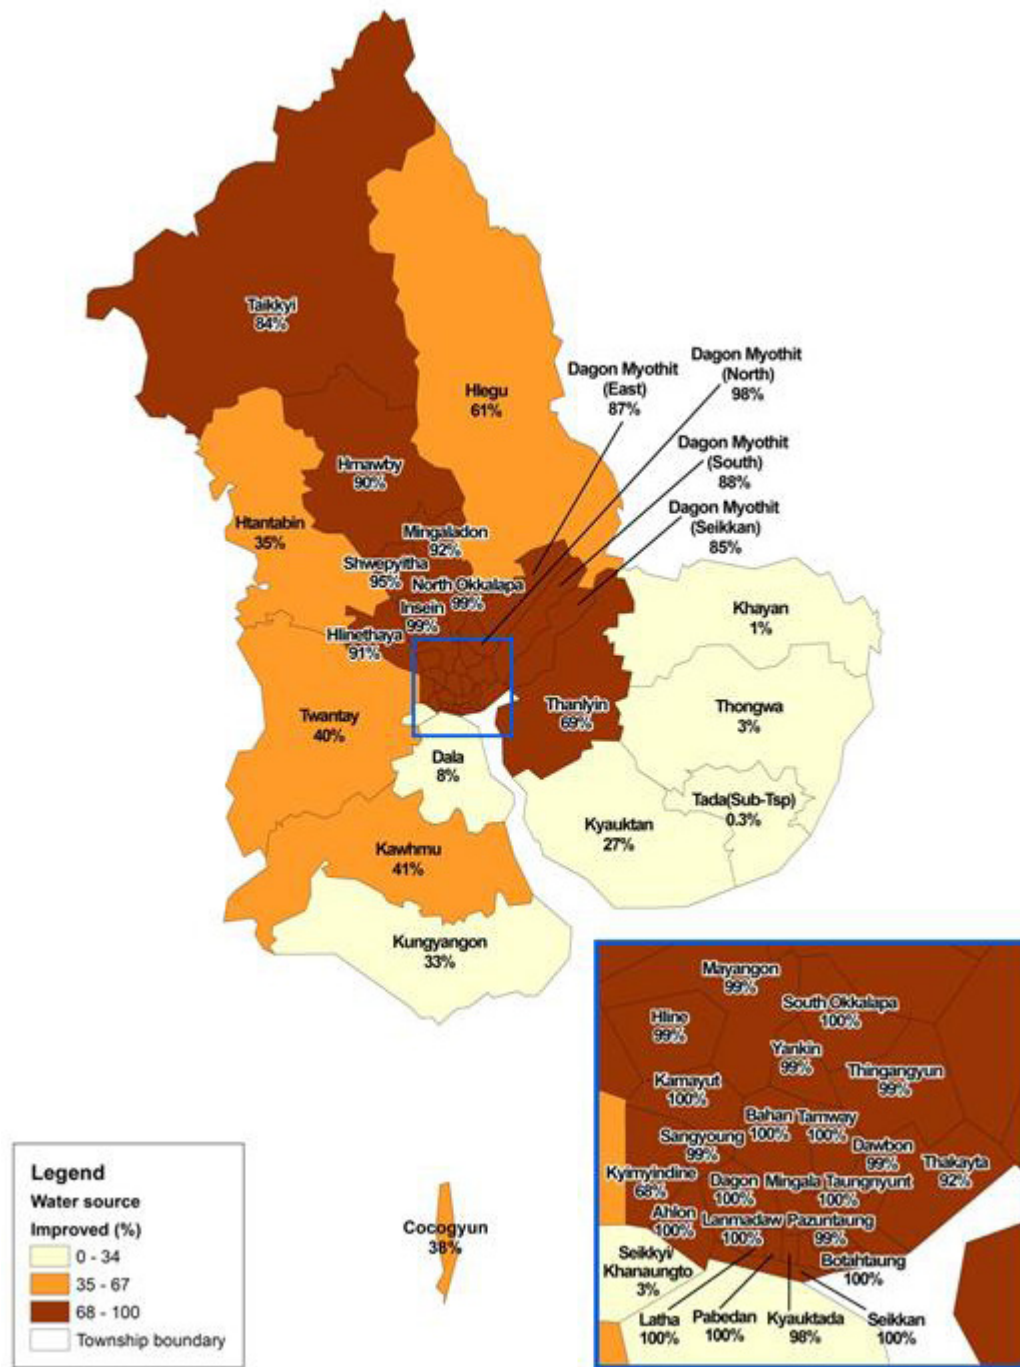 Taikkyi
84%
Hlegu
61%
Dagon Myothit
(East)
87%
Dagon Myothit
(North)
98%
Dagon Myothit
(South)
88%
Dagon Myothit
(Seikkan)
85%
Hmawby
90%
Htantabin
35%
Mingaladon
92%
Shwepyitha
95%
North Okkalapa
99%
Insein
99%
Hlinethaya
91%
Khayan
1%
Thanlyin
69%
Thongwa
3%
Twantay
40%
Dala
8%
Tada(Sub-Tsp)
0.3%
Kyauktan
27%
Kawhmu
41%
Kungyangon
33%
Mayangon
99%
South Okkalapa
100%
Hline
99%
Yankin
99%
Thingangyun
99%
Kamayut
100%
Bahan
100%
Tamway
100%
Sangyoung
99%
Dawbon
99%
Thakayta
92%
Kyimyindine
68%
Dagon
100%
Mingala Taungnyunt
100%
Ahlon
100%
Lanmadaw
100%
Pazuntaung
99%
Seikkyi/
Khanaungto
3%
Botahtaung
100%
Latha
100%
Pabedan
100%
Kyauktada
98%
Seikkan
100%
Cocogyun
38%
Legend
Water source
Improved (%)
0 - 34
35 - 67
68 - 100
Township boundary